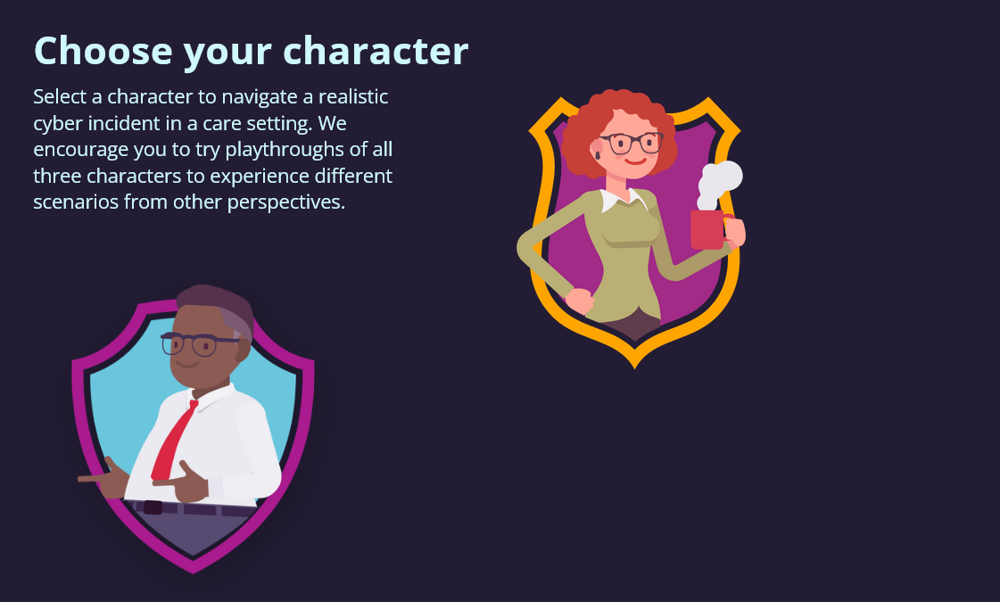 Choose your character
Select a character to navigate a realistic
cyber incident in a care setting. We
encourage you to try playthroughs of all
three characters to experience different
scenarios from other perspectives.